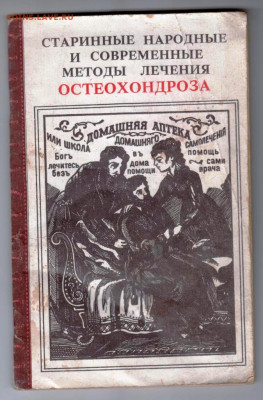 СТАРИННЫЕ НАРОДНЫЕ
И СОВРЕМЕННЫЕ
МЕТОДЫ ЛЕЧЕНИЯ
ОСТЕОХОНДРОЗА
ДОМАШНЯЯ АПТЕКА
ИЛИ ШКОЛА ДОМАШНЯГО САМОЛЕЧЕНІЯ
Богъ въ помощь
лечитесь дома сами
безъ помощи врача